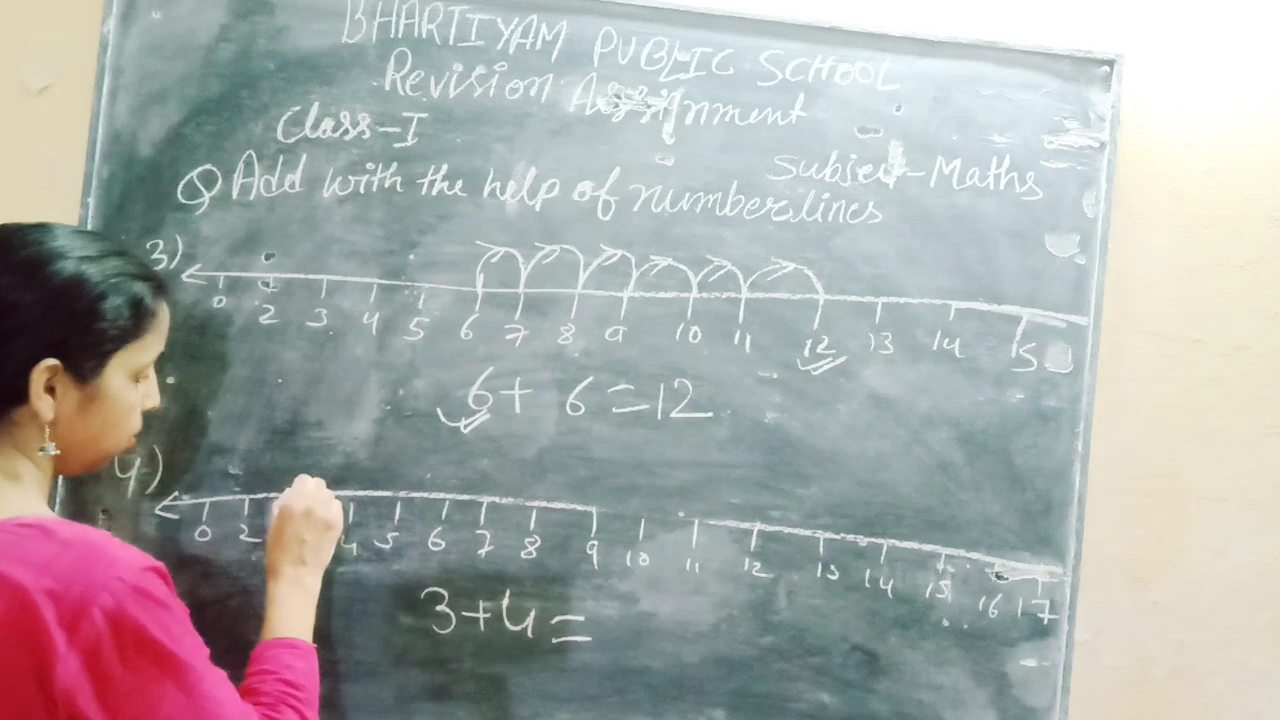 BHARTIYAM PUBLIC SCHOOL
Revision Assignment
Class-I
Subject-Maths
Q Add with the help of numberlines
3)
0 2 3 4 5 6 7 8 9 10 11 12 13 14 15
6+ 6=12
4)
0 2 4 5 6 7 8 9 10 11 12 13 14 15 16 17
3+4=